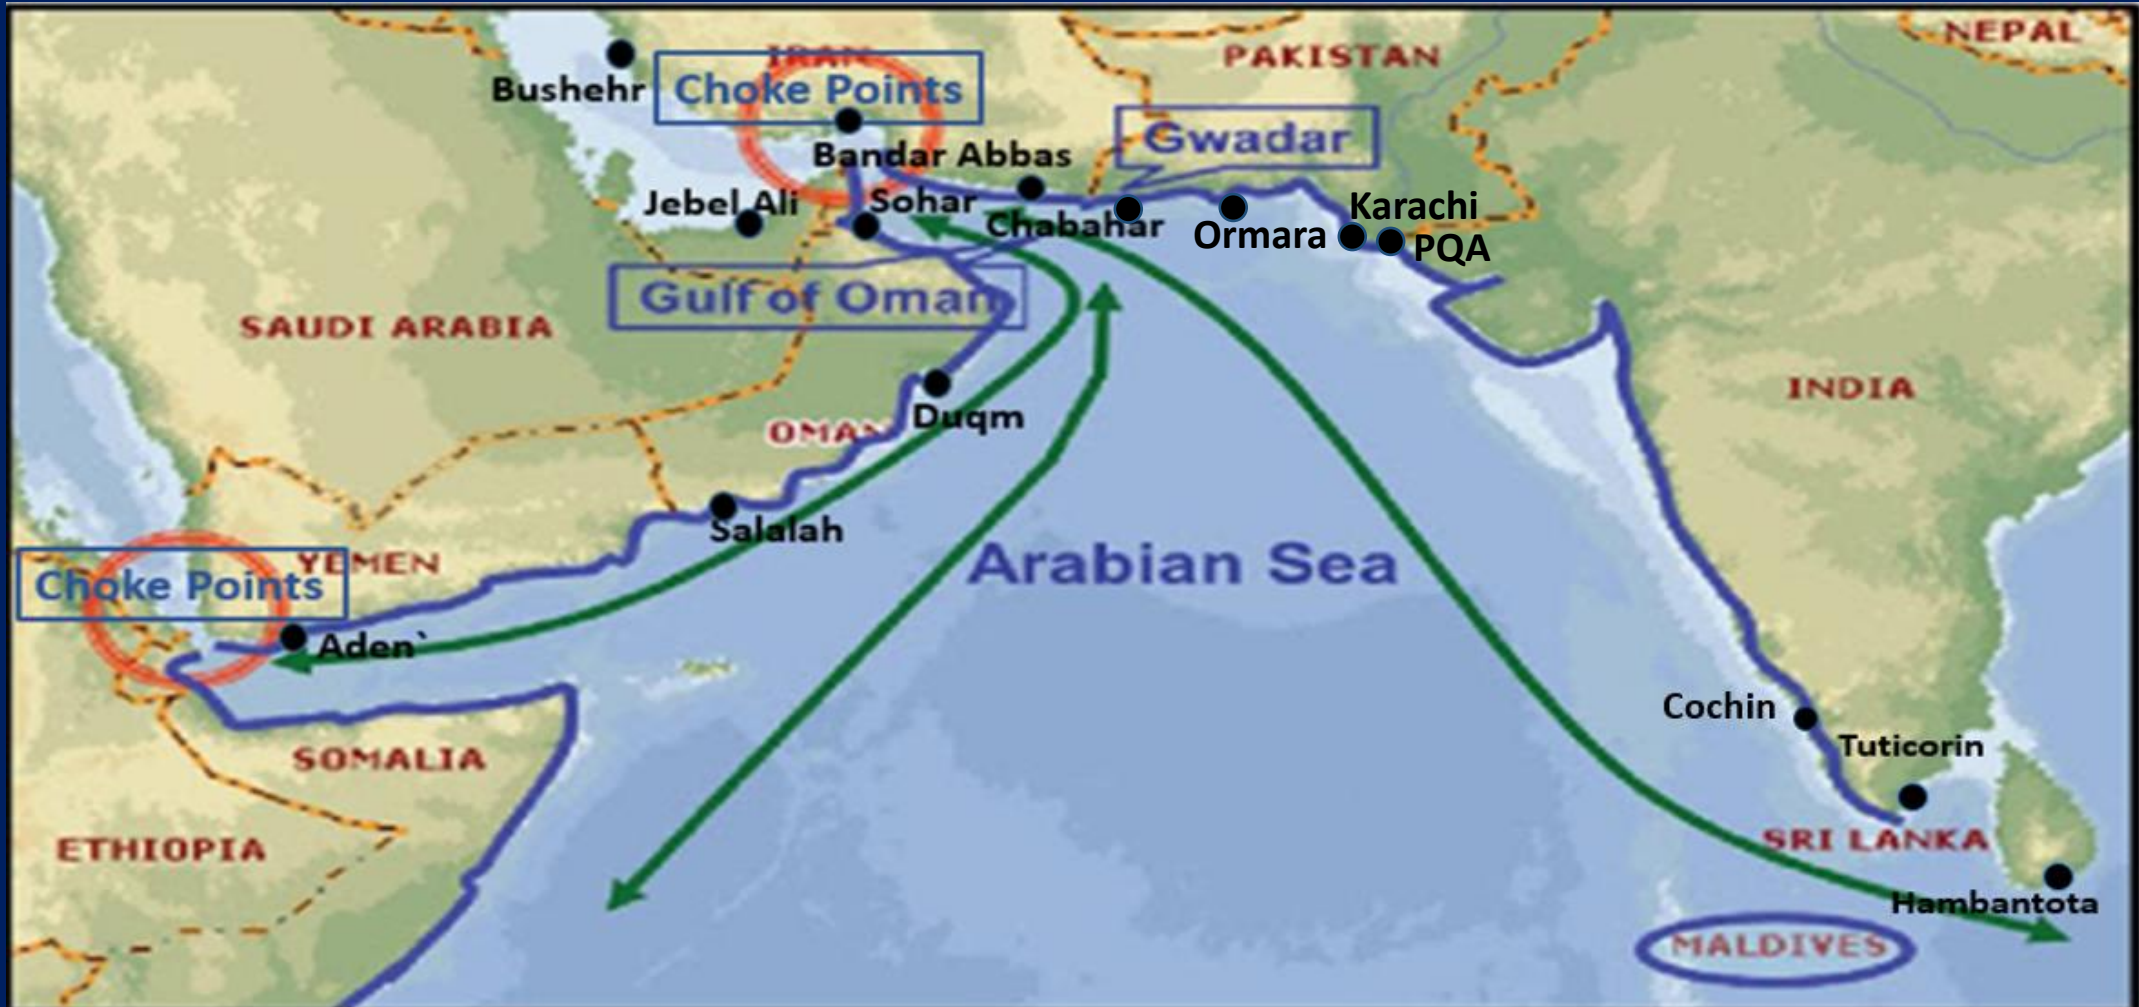 NEPAL
IRAN
PAKISTAN
Bushehr
Choke Points
Gwadar
Bandar Abbas
Jebel Ali
Sohar
Karachi
Chabahar
Ormara
PQA
Gulf of Oman
SAUDI ARABIA
INDIA
Duqm
OMAN
Salalah
YEMEN
Arabian Sea
Choke Points
Aden`
Cochin
Tuticorin
SOMALIA
SRI LANKA
ETHIOPIA
Hambantota
MALDIVES